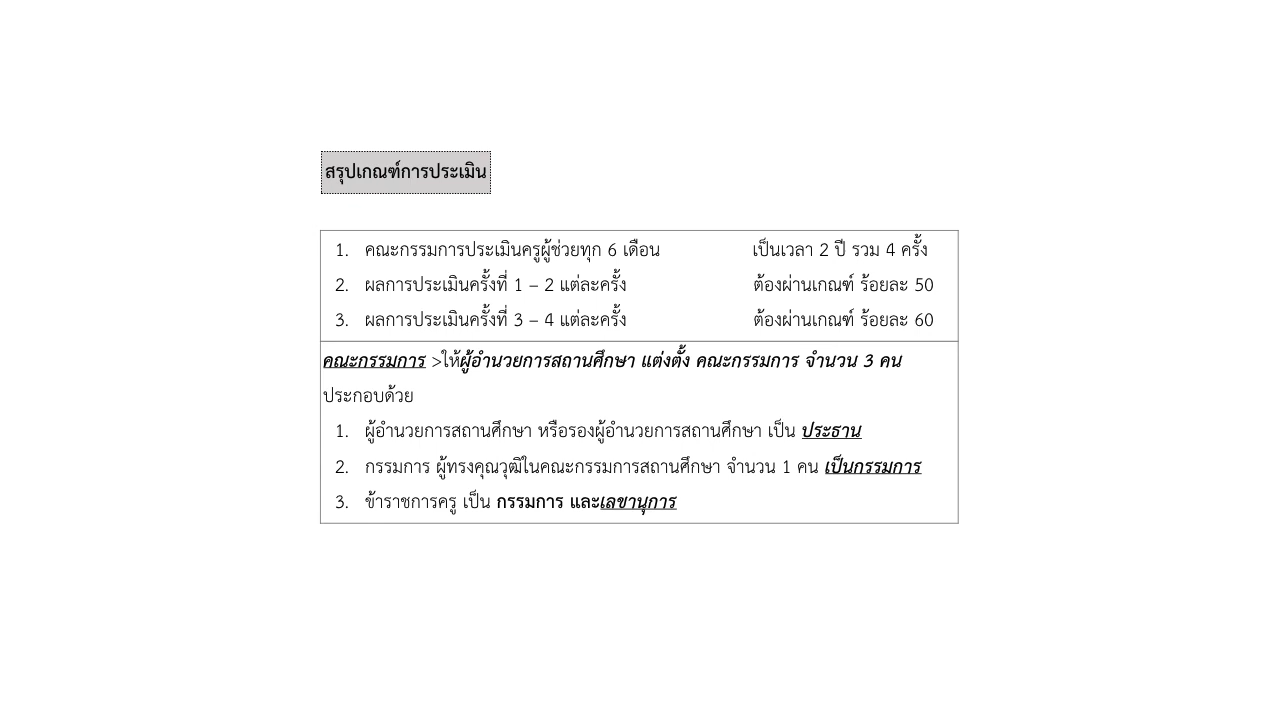 สรุปเกณฑ์การประเมิน
1. คณะกรรมการประเมินครูผู้ช่วยทุก 6 เดือน เป็นเวลา 2 ปี รวม 4 ครั้ง
2. ผลการประเมินครั้งที่ 1 – 2 แต่ละครั้ง ต้องผ่านเกณฑ์ ร้อยละ 50
3. ผลการประเมินครั้งที่ 3 – 4 แต่ละครั้ง ต้องผ่านเกณฑ์ ร้อยละ 60
คณะกรรมการ >ให้ผู้อำนวยการสถานศึกษา แต่งตั้ง คณะกรรมการ จำนวน 3 คน
ประกอบด้วย
1. ผู้อำนวยการสถานศึกษา หรือรองผู้อำนวยการสถานศึกษา เป็น ประธาน
2. กรรมการ ผู้ทรงคุณวุฒิในคณะกรรมการสถานศึกษา จำนวน 1 คน เป็นกรรมการ
3. ข้าราชการครู เป็น กรรมการ และเลขานุการ